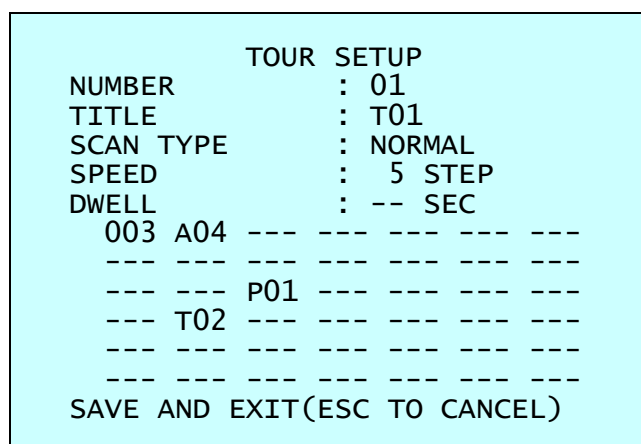 TOUR SETUP
NUMBER : 01
TITLE : T01
SCAN TYPE : NORMAL
SPEED : 5 STEP
DWELL : -- SEC
003 A04 --- --- --- --- ---
--- --- --- --- --- --- ---
--- --- P01 --- --- --- ---
--- T02 --- --- --- --- ---
--- --- --- --- --- --- ---
--- --- --- --- --- --- ---
SAVE AND EXIT(ESC TO CANCEL)